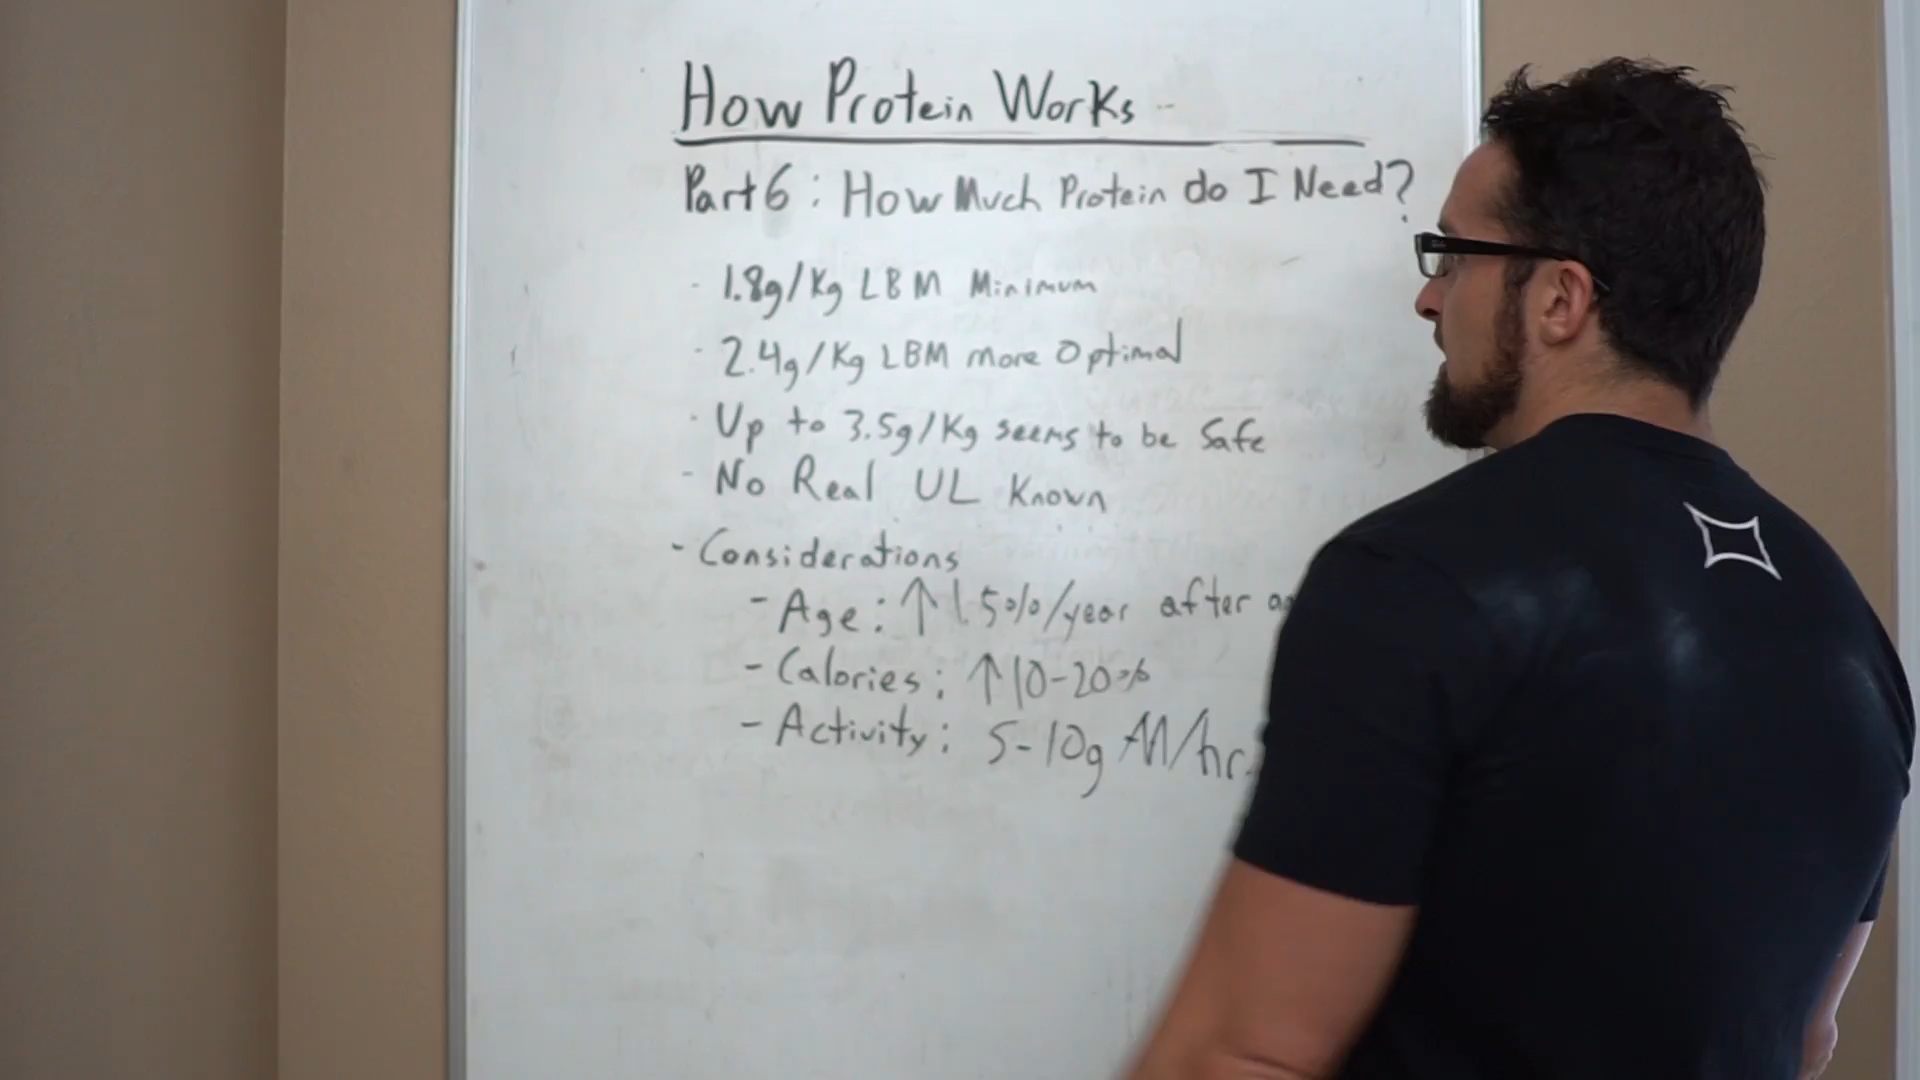 How Protein Works
Part 6: How Much Protein do I Need?
- 1.8g/Kg LBM Minimum
- 2.4g/Kg LBM more Optimal
- Up to 3.5g/Kg seems to be Safe
- No Real UL Known
- Considerations
- Age: ↑ 1.5%/year after
- Calories: ↑ 10-20%
- Activity: 5-10g /hr.